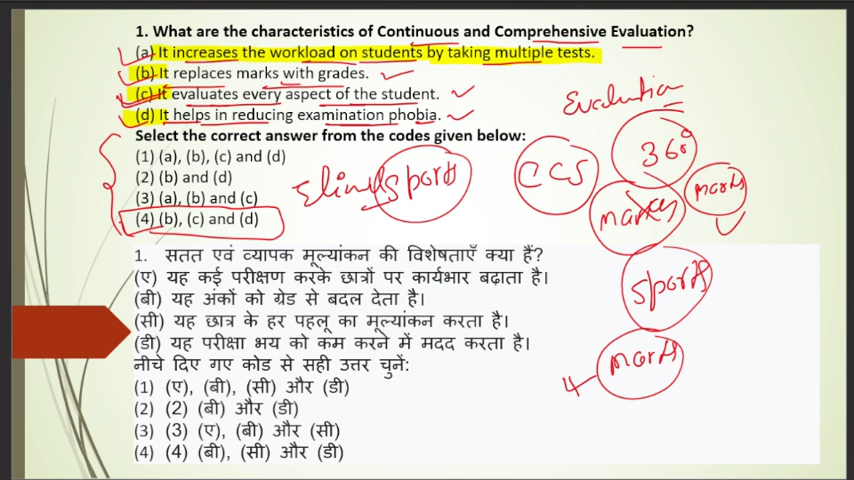 1. What are the characteristics of Continuous and Comprehensive Evaluation?
(a) It increases the workload on students by taking multiple tests.
(b) It replaces marks with grades.
(c) It evaluates every aspect of the student.
(d) It helps in reducing examination phobia.
Select the correct answer from the codes given below:
(1) (a), (b), (c) and (d)
(2) (b) and (d)
(3) (a), (b) and (c)
(4) (b), (c) and (d)
Evaluation
360°
CCS
sports
marks
marks
sports
marks
4
1. सतत एवं व्यापक मूल्यांकन की विशेषताएँ क्या हैं?
(ए) यह कई परीक्षण करके छात्रों पर कार्यभार बढ़ाता है।
(बी) यह अंकों को ग्रेड से बदल देता है।
(सी) यह छात्र के हर पहलू का मूल्यांकन करता है।
(डी) यह परीक्षा भय को कम करने में मदद करता है।
नीचे दिए गए कोड से सही उत्तर चुनें:
(1) (ए), (बी), (सी) और (डी)
(2) (2) (बी) और (डी)
(3) (3) (ए), (बी) और (सी)
(4) (4) (बी), (सी) और (डी)